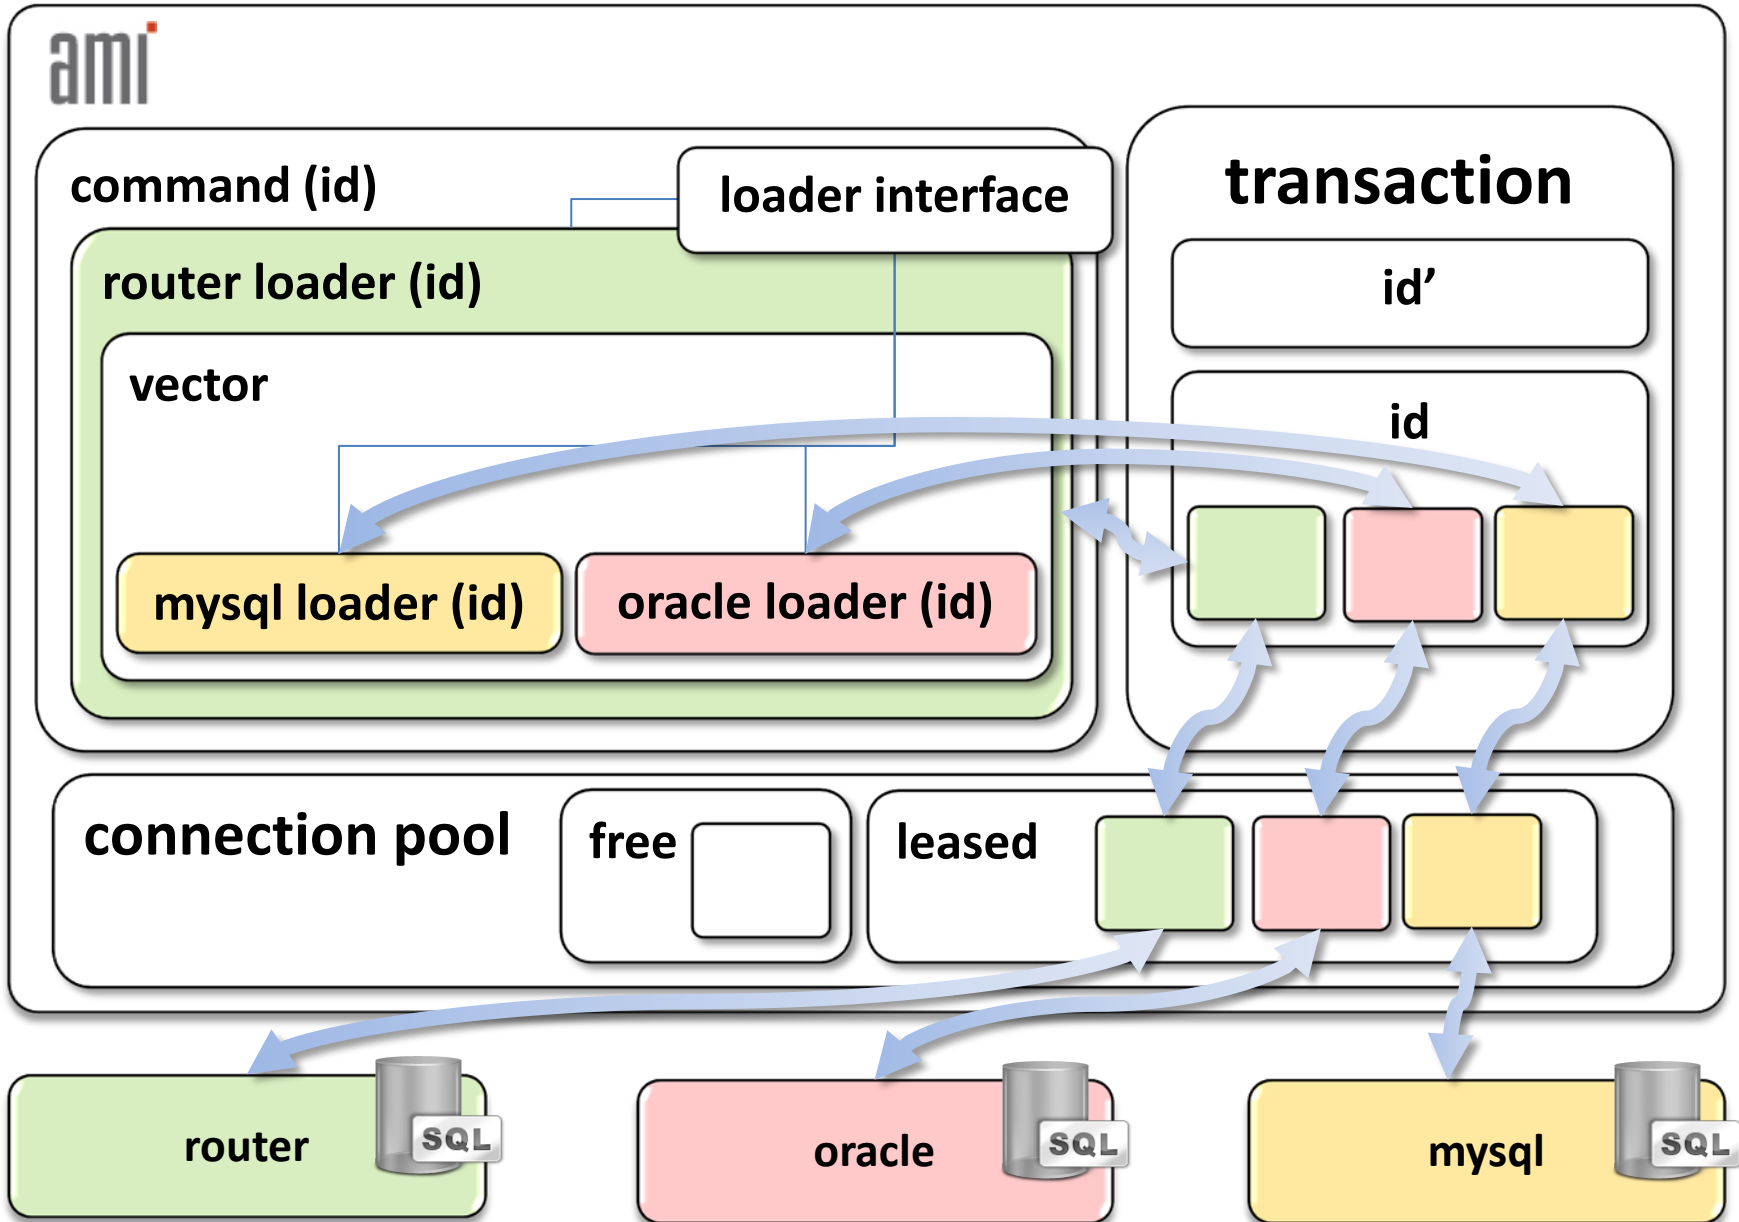 ami
command (id)
loader interface
transaction
router loader (id)
id’
vector
id
mysql loader (id)
oracle loader (id)
connection pool
free
leased
router
SQL
oracle
SQL
mysql
SQL